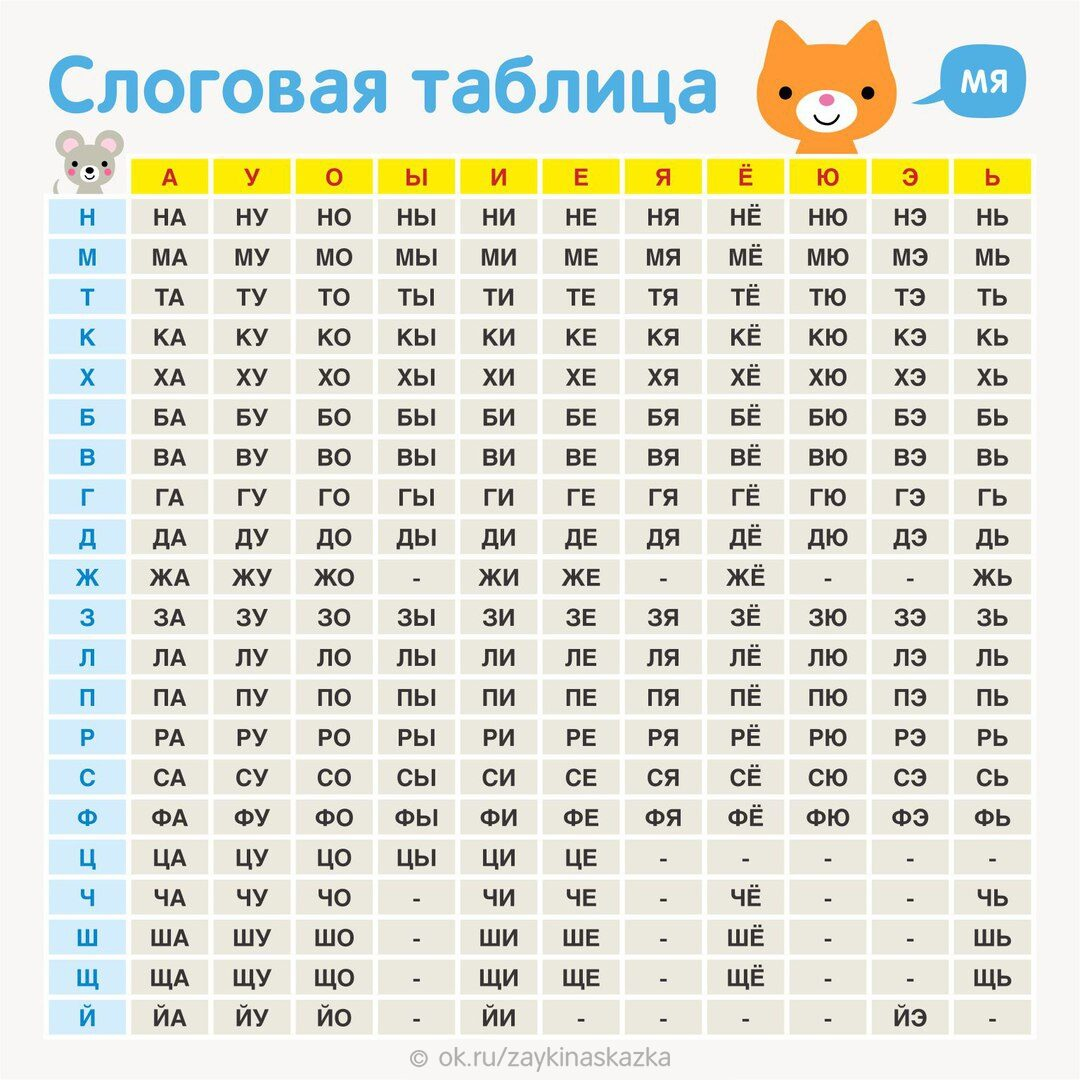 Слоговая таблица
мя
А У О Ы И Е Я Ё Ю Э Ь
Н НА НУ НО НЫ НИ НЕ НЯ НЁ НЮ НЭ НЬ
М МА МУ МО МЫ МИ МЕ МЯ МЁ МЮ МЭ МЬ
Т ТА ТУ ТО ТЫ ТИ ТЕ ТЯ ТЁ ТЮ ТЭ ТЬ
К КА КУ КО КЫ КИ КЕ КЯ КЁ КЮ КЭ КЬ
Х ХА ХУ ХО ХЫ ХИ ХЕ ХЯ ХЁ ХЮ ХЭ ХЬ
Б БА БУ БО БЫ БИ БЕ БЯ БЁ БЮ БЭ БЬ
В ВА ВУ ВО ВЫ ВИ ВЕ ВЯ ВЁ ВЮ ВЭ ВЬ
Г ГА ГУ ГО ГЫ ГИ ГЕ ГЯ ГЁ ГЮ ГЭ ГЬ
Д ДА ДУ ДО ДЫ ДИ ДЕ ДЯ ДЁ ДЮ ДЭ ДЬ
Ж ЖА ЖУ ЖО - ЖИ ЖЕ - ЖЁ - - ЖЬ
З ЗА ЗУ ЗО ЗЫ ЗИ ЗЕ ЗЯ ЗЁ ЗЮ ЗЭ ЗЬ
Л ЛА ЛУ ЛО ЛЫ ЛИ ЛЕ ЛЯ ЛЁ ЛЮ ЛЭ ЛЬ
П ПА ПУ ПО ПЫ ПИ ПЕ ПЯ ПЁ ПЮ ПЭ ПЬ
Р РА РУ РО РЫ РИ РЕ РЯ РЁ РЮ РЭ РЬ
С СА СУ СО СЫ СИ СЕ СЯ СЁ СЮ СЭ СЬ
Ф ФА ФУ ФО ФЫ ФИ ФЕ ФЯ ФЁ ФЮ ФЭ ФЬ
Ц ЦА ЦУ ЦО ЦЫ ЦИ ЦЕ - - - - -
Ч ЧА ЧУ ЧО - ЧИ ЧЕ - ЧЁ - - ЧЬ
Ш ША ШУ ШО - ШИ ШЕ - ШЁ - - ШЬ
Щ ЩА ЩУ ЩО - ЩИ ЩЕ - ЩЁ - - ЩЬ
Й ЙА ЙУ ЙО - ЙИ - - - - ЙЭ -
© ok.ru/zaykinaskazka